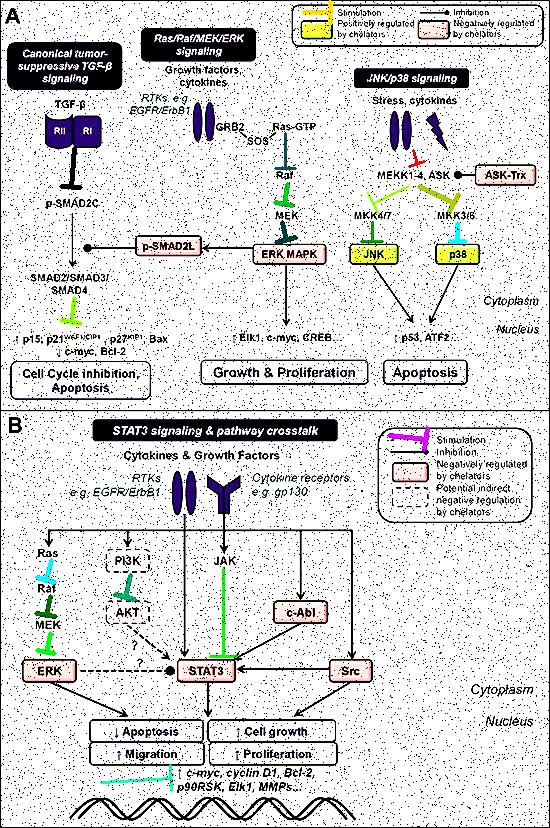 A
Stimulation
Inhibition
Positively regulated
by chelators
Negatively regulated
by chelators
Canonical tumor-
suppressive TGF-β
signaling
Ras/Raf/MEK/ERK
signaling
JNK/p38 signaling
Growth factors,
cytokines
Stress, cytokines
TGF-β
RTKs, e.g.
EGFR/ErbB1
RII
RI
GRB2
SOS
Ras-GTP
Raf
MEKK1-4, ASK
ASK-Trx
p-SMAD2C
MEK
MKK4/7
MKK3/6
p-SMAD2L
ERK MAPK
JNK
p38
SMAD2/SMAD3/
SMAD4
Cytoplasm
Nucleus
↑ p15, p21WAF1/CIP1, p27KIP1, Bax
↓ c-myc, Bcl-2
↑ Elk1, c-myc, CREB...
↑ p53, ATF2...
Cell Cycle inhibition,
Apoptosis
Growth & Proliferation
Apoptosis
B
STAT3 signaling & pathway crosstalk
Stimulation
Inhibition
Negatively regulated
by chelators
Potential indirect
negative regulation
by chelators
Cytokines & Growth Factors
RTKs
e.g. EGFR/ErbB1
Cytokine receptors
e.g. gp130
Ras
PI3K
JAK
Raf
AKT
c-Abl
MEK
?
?
ERK
STAT3
Src
Cytoplasm
Nucleus
↓ Apoptosis
↑ Cell growth
↑ Migration
↑ Proliferation
↑ c-myc, cyclin D1, Bcl-2,
p90RSK, Elk1, MMPs...